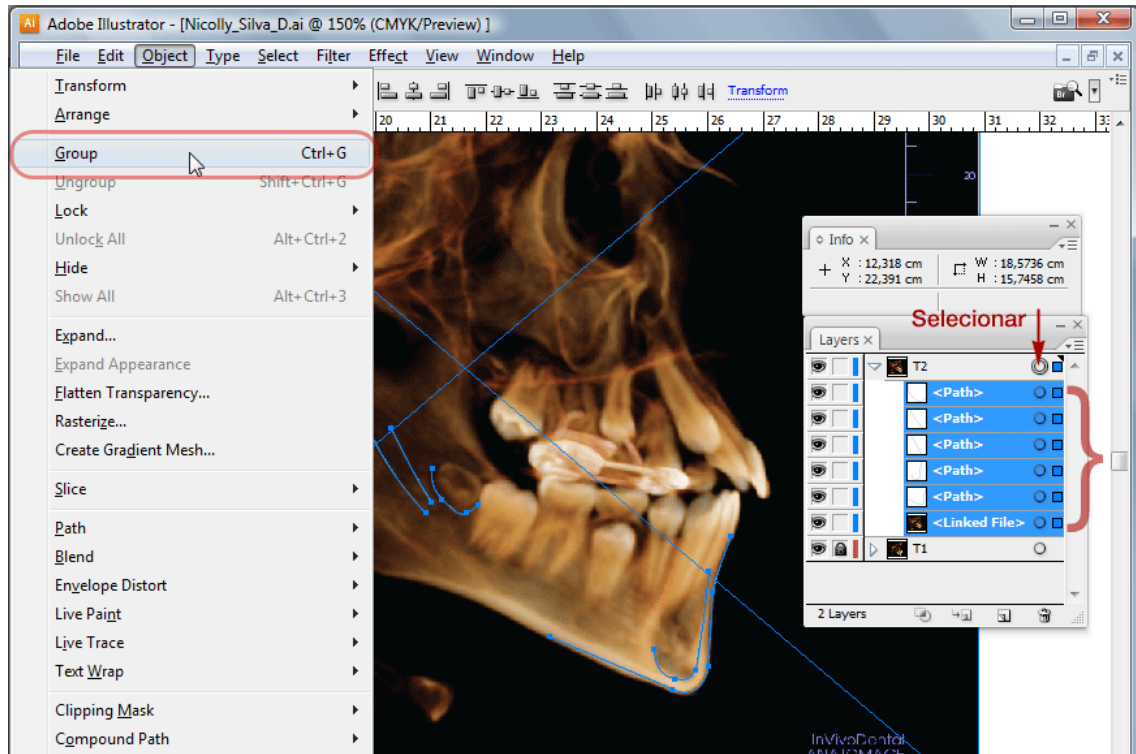 Ai Adobe Illustrator - [Nicolly_Silva_D.ai @ 150% (CMYK/Preview) ]
File Edit Object Type Select Filter Effect View Window Help
Transform
Arrange
Group Ctrl+G
Ungroup Shift+Ctrl+G
Lock
Unlock All Alt+Ctrl+2
Hide
Show All Alt+Ctrl+3
Expand...
Expand Appearance
Flatten Transparency...
Rasterize...
Create Gradient Mesh...
Slice
Path
Blend
Envelope Distort
Live Paint
Live Trace
Text Wrap
Clipping Mask
Compound Path
Transform
Br
20 21 22 23 24 25 26 27 28 29 30 31 32
20
Info
X : 12,318 cm W : 18,5736 cm
Y : 22,391 cm H : 15,7458 cm
Selecionar
Layers
T2
<Path>
<Path>
<Path>
<Path>
<Path>
<Linked File>
T1
2 Layers
InVivoDental